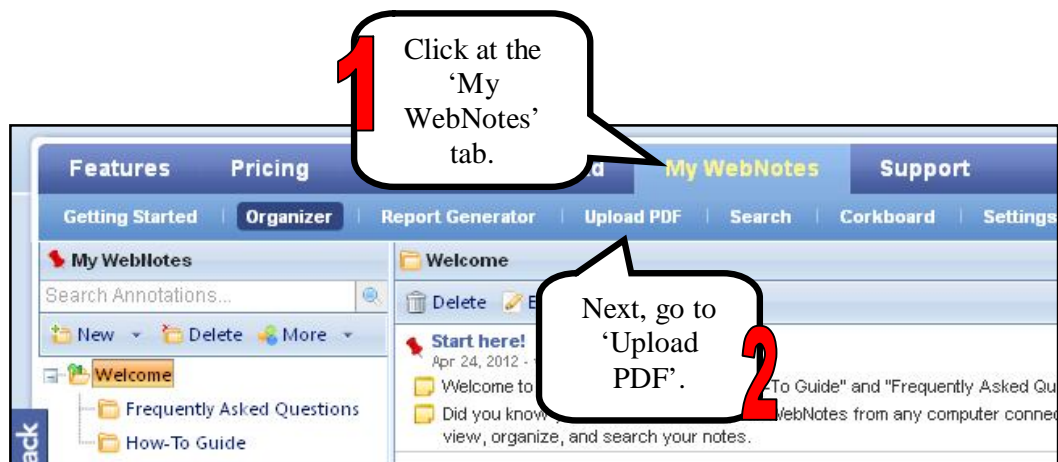 1
Click at the
‘My
WebNotes’
tab.
Features Pricing My WebNotes Support
Getting Started Organizer Report Generator Upload PDF Search Corkboard Settings
My WebNotes
Welcome
Search Annotations...
Delete
New Delete More
Start here!
Apr 24, 2012 -
Welcome
Welcome to To Guide" and "Frequently Asked Qu
Frequently Asked Questions
Did you know WebNotes from any computer connec
view, organize, and search your notes.
How-To Guide
Next, go to
‘Upload
PDF’.
2
ack